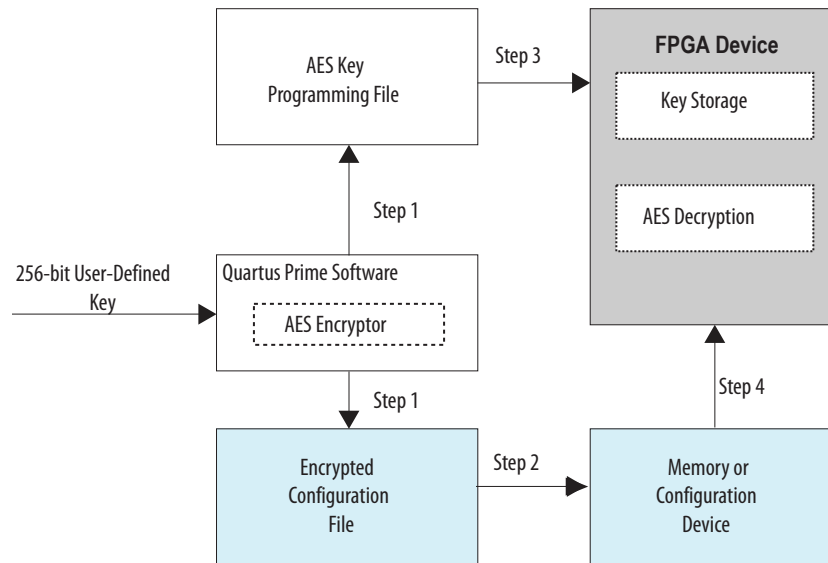 AES Key
Programming File
Step 3
FPGA Device
Key Storage
AES Decryption
Step 1
256-bit User-Defined
Key
Quartus Prime Software
AES Encryptor
Step 1
Step 4
Encrypted
Configuration
File
Step 2
Memory or
Configuration
Device